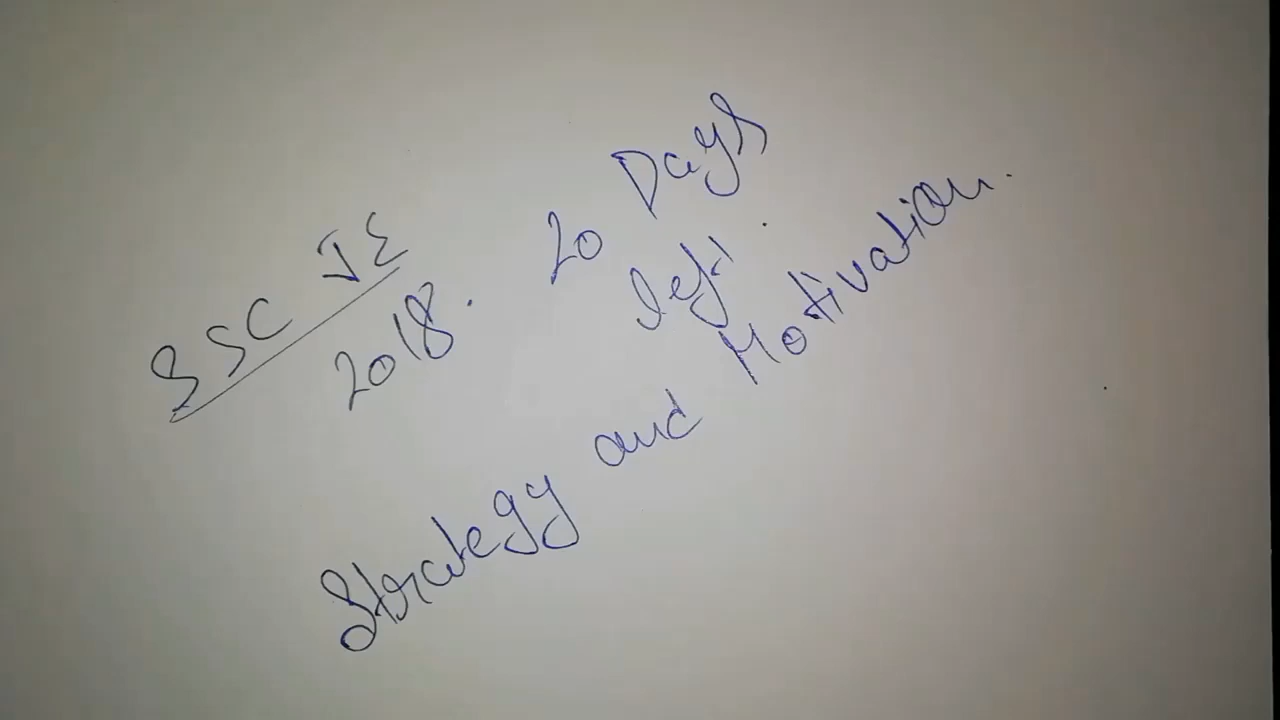 SSC JE
2018. 20 Days
left.
Strategy and Motivation.